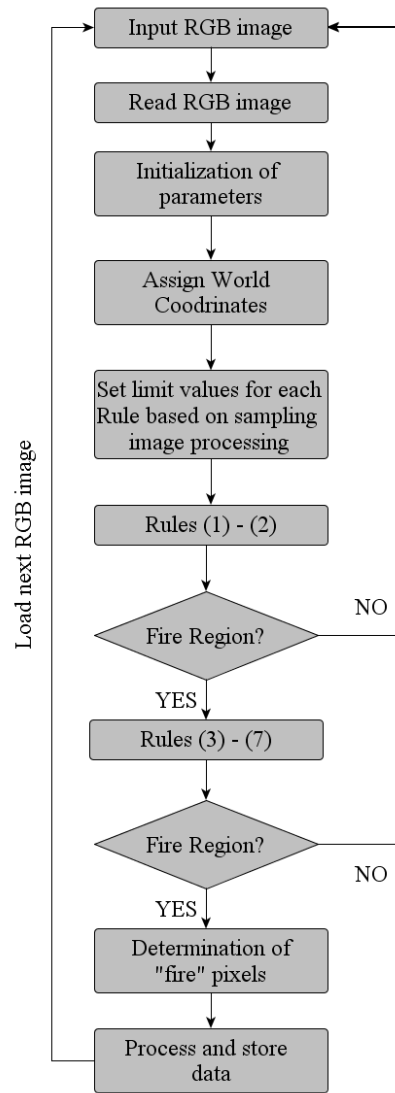 Input RGB image
Read RGB image
Initialization of
parameters
Assign World
Coodrinates
Set limit values for each
Rule based on sampling
image processing
Load next RGB image
Rules (1) - (2)
NO
Fire Region?
YES
Rules (3) - (7)
Fire Region?
NO
YES
Determination of
"fire" pixels
Process and store
data